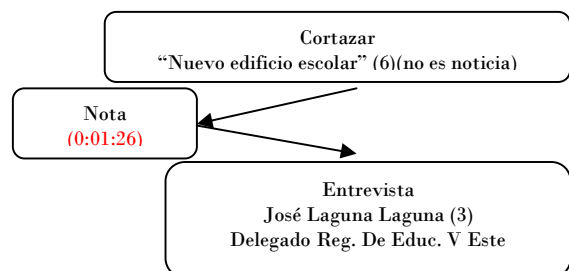 Cortazar
“Nuevo edificio escolar” (6)(no es noticia)
Nota
(0:01:26)
Entrevista
José Laguna Laguna (3)
Delegado Reg. De Educ. V Este